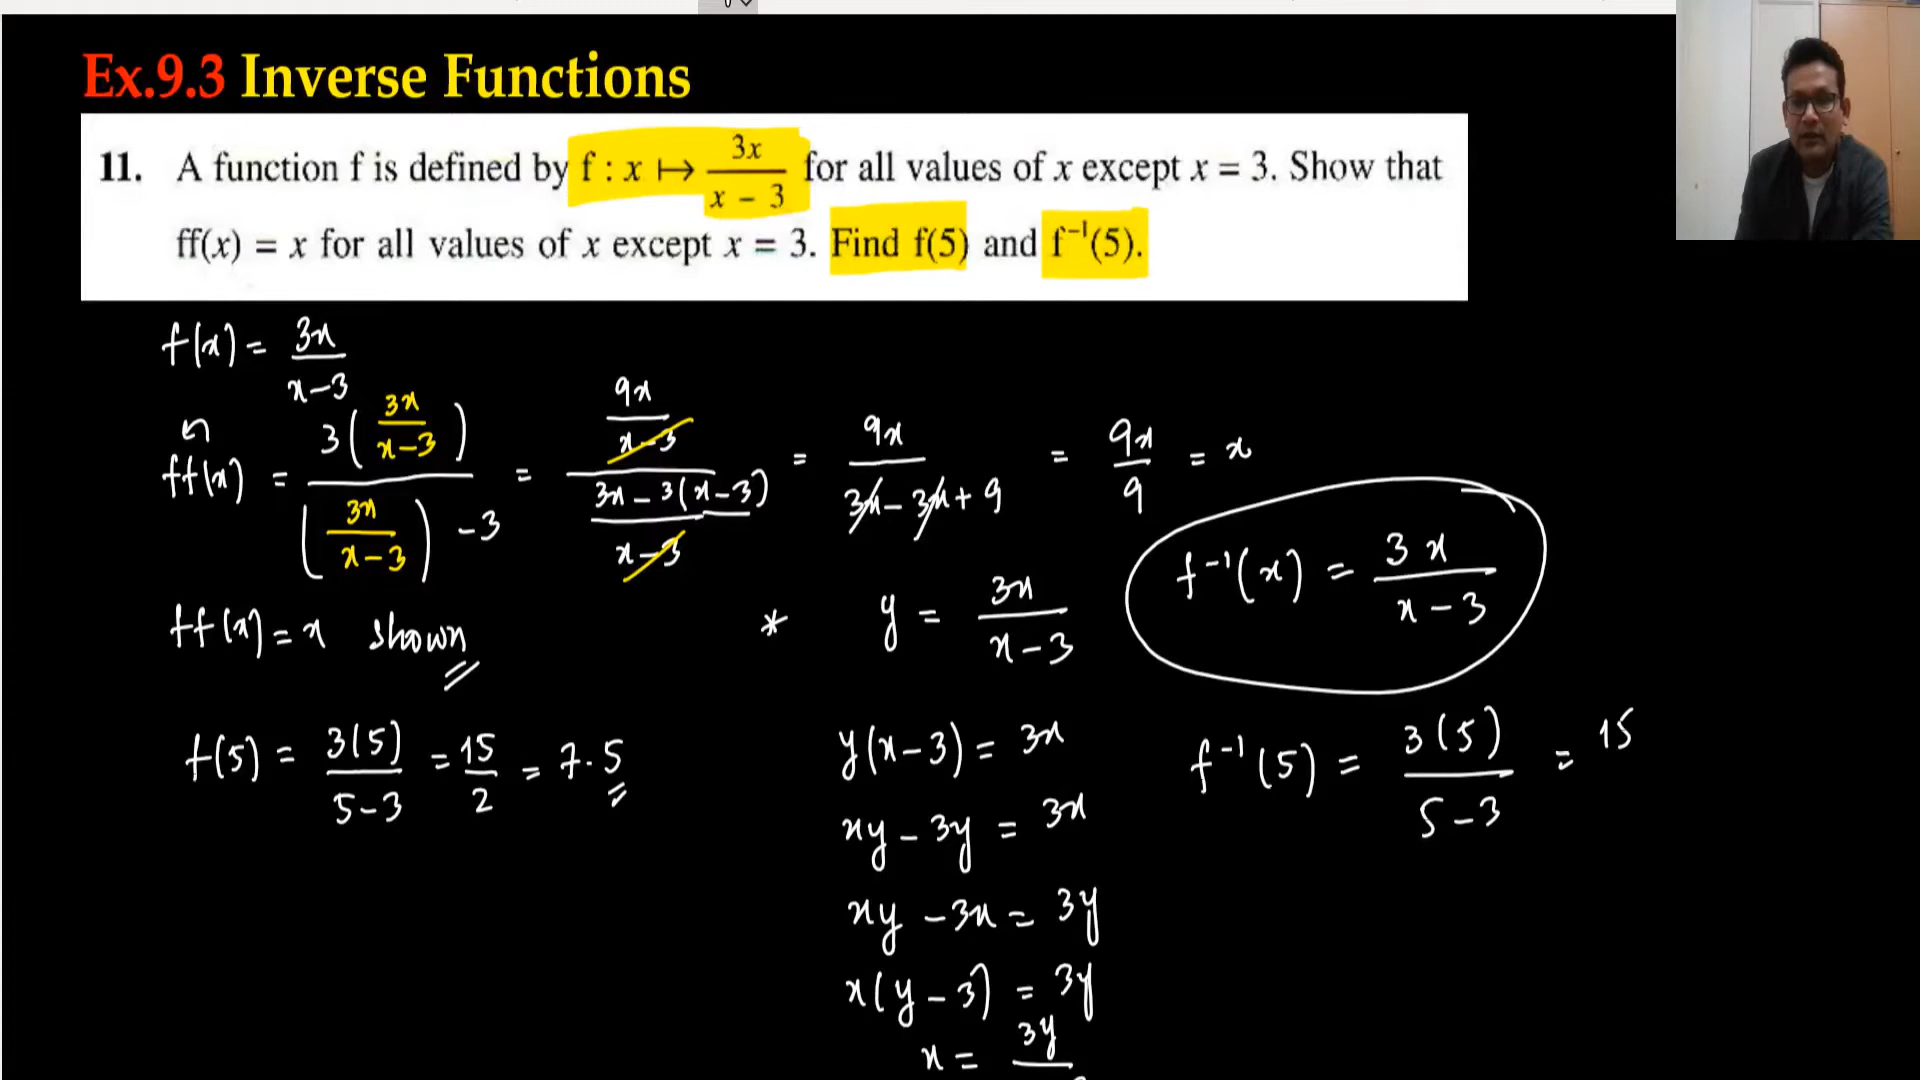 Ex.9.3 Inverse Functions
11. A function f is defined by f : x ↦ 3x/(x − 3) for all values of x except x = 3. Show that
ff(x) = x for all values of x except x = 3. Find f(5) and f⁻¹(5).
f(x) = 3x/(x-3)
ff(x) = 3(3x/(x-3))/((3x/(x-3)) - 3) = (9x/(x-3))/((3x - 3(x-3))/(x-3)) = 9x/(3x - 3x + 9) = 9x/9 = x
ff(x) = x shown
f(5) = 3(5)/(5-3) = 15/2 = 7.5
* y = 3x/(x-3)
y(x-3) = 3x
xy - 3y = 3x
xy - 3x = 3y
x(y-3) = 3y
x = 3y
f⁻¹(x) = 3x/(x-3)
f⁻¹(5) = 3(5)/(5-3) = 15